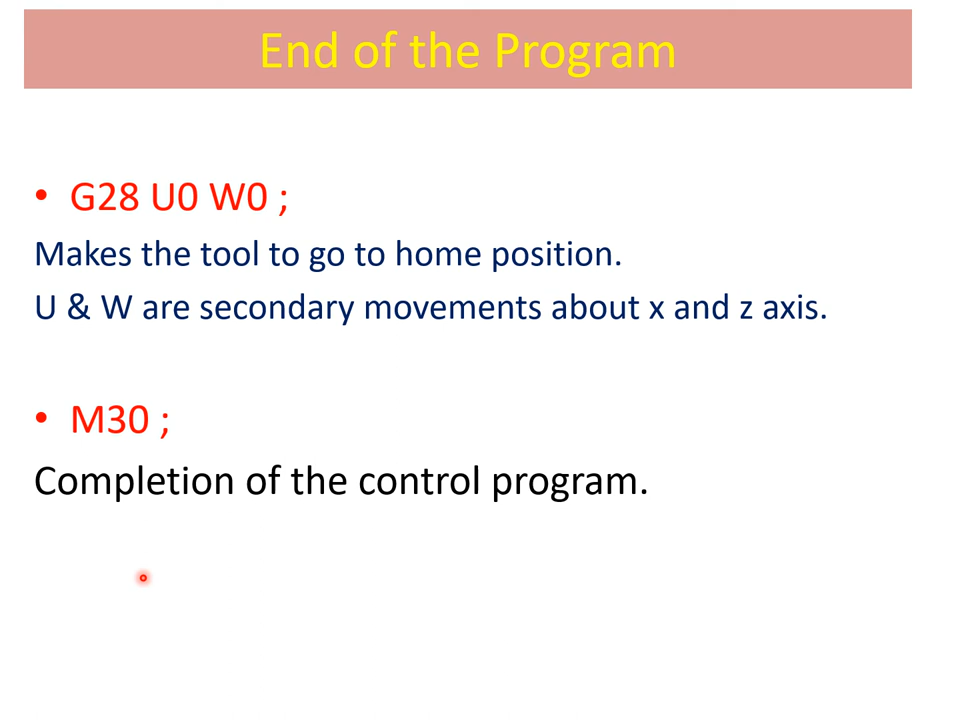 End of the Program
• G28 U0 W0 ;
Makes the tool to go to home position.
U & W are secondary movements about x and z axis.
• M30 ;
Completion of the control program.